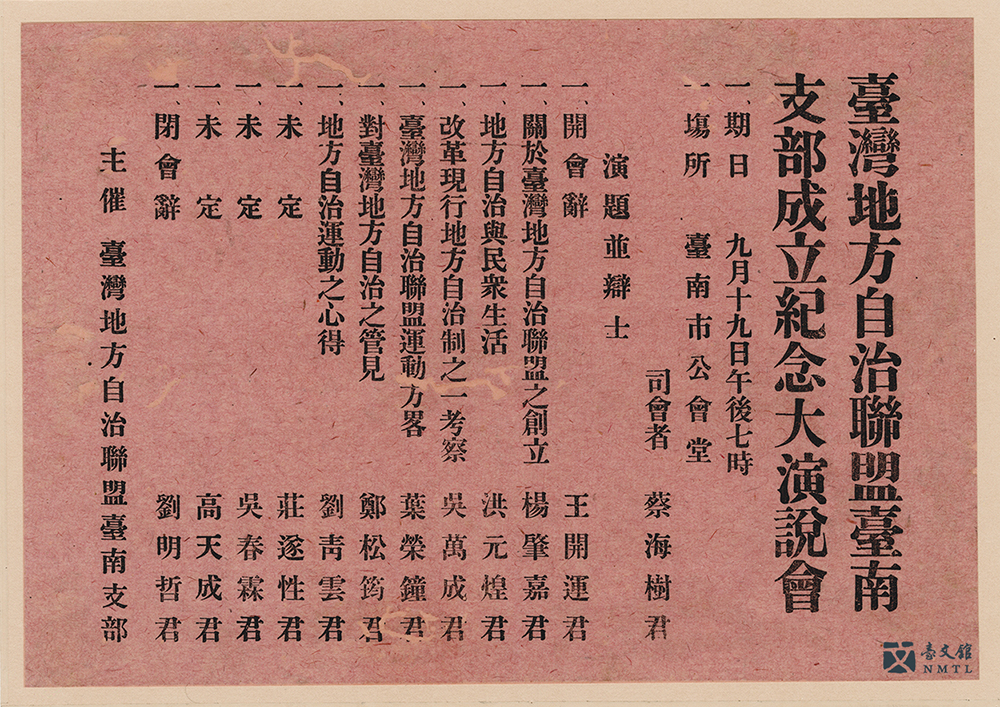 臺灣地方自治聯盟臺南
支部成立紀念大演說會
一、期日 九月十九日午後七時
一、塲所 臺南市公會堂
司會者 蔡海樹君
演題並辯士
一、開會辭 王開運君
一、關於臺灣地方自治聯盟之創立 楊肇嘉君
一、地方自治與民衆生活 洪元煌君
一、改革現行地方自治制之一考察 吳萬成君
一、臺灣地方自治聯盟運動方畧 葉榮鐘君
一、對臺灣地方自治之管見 鄭松筠君
一、地方自治運動之心得 劉靑雲君
一、未定 莊遂性君
一、未定 吳春霖君
一、未定 高天成君
一、閉會辭 劉明哲君
主催 臺灣地方自治聯盟臺南支部
臺文館
NMTL